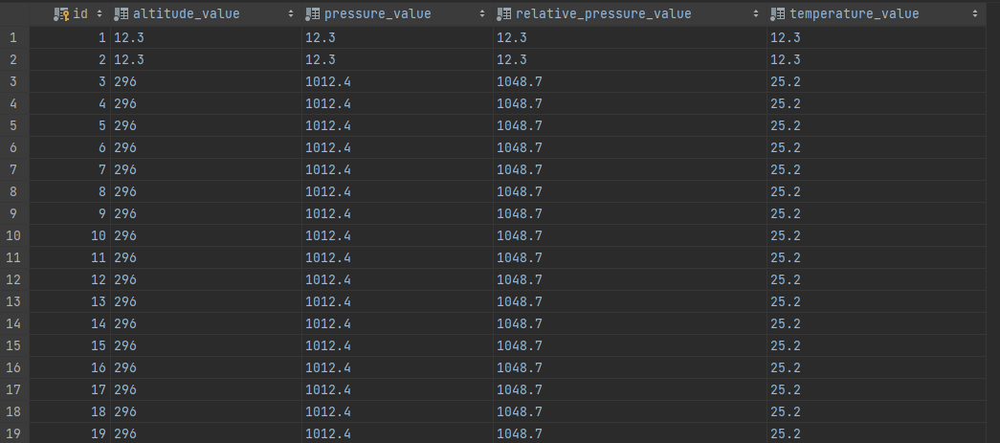 id altitude_value pressure_value relative_pressure_value temperature_value
1 1 12.3 12.3 12.3 12.3
2 2 12.3 12.3 12.3 12.3
3 3 296 1012.4 1048.7 25.2
4 4 296 1012.4 1048.7 25.2
5 5 296 1012.4 1048.7 25.2
6 6 296 1012.4 1048.7 25.2
7 7 296 1012.4 1048.7 25.2
8 8 296 1012.4 1048.7 25.2
9 9 296 1012.4 1048.7 25.2
10 10 296 1012.4 1048.7 25.2
11 11 296 1012.4 1048.7 25.2
12 12 296 1012.4 1048.7 25.2
13 13 296 1012.4 1048.7 25.2
14 14 296 1012.4 1048.7 25.2
15 15 296 1012.4 1048.7 25.2
16 16 296 1012.4 1048.7 25.2
17 17 296 1012.4 1048.7 25.2
18 18 296 1012.4 1048.7 25.2
19 19 296 1012.4 1048.7 25.2